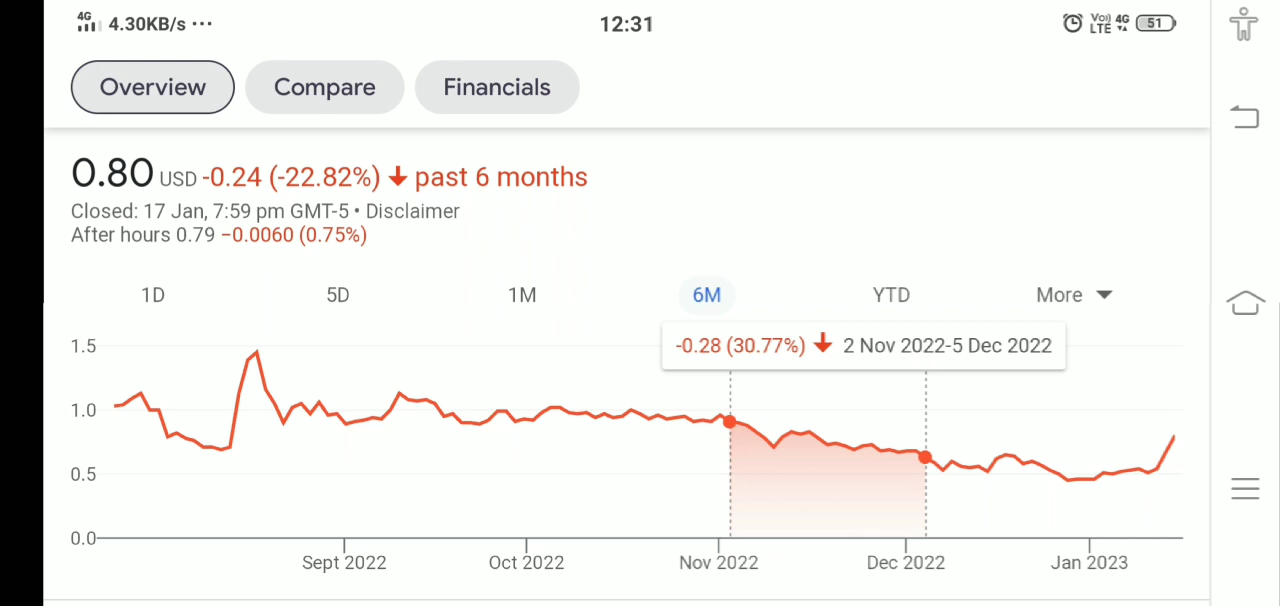 4G 4.30KB/s ··· 12:31 Vo)) LTE 4G 51
Overview Compare Financials
0.80 USD -0.24 (-22.82%) ↓ past 6 months
Closed: 17 Jan, 7:59 pm GMT-5 • Disclaimer
After hours 0.79 −0.0060 (0.75%)
1D 5D 1M 6M YTD More
-0.28 (30.77%) ↓ 2 Nov 2022-5 Dec 2022
1.5
1.0
0.5
0.0
Sept 2022 Oct 2022 Nov 2022 Dec 2022 Jan 2023